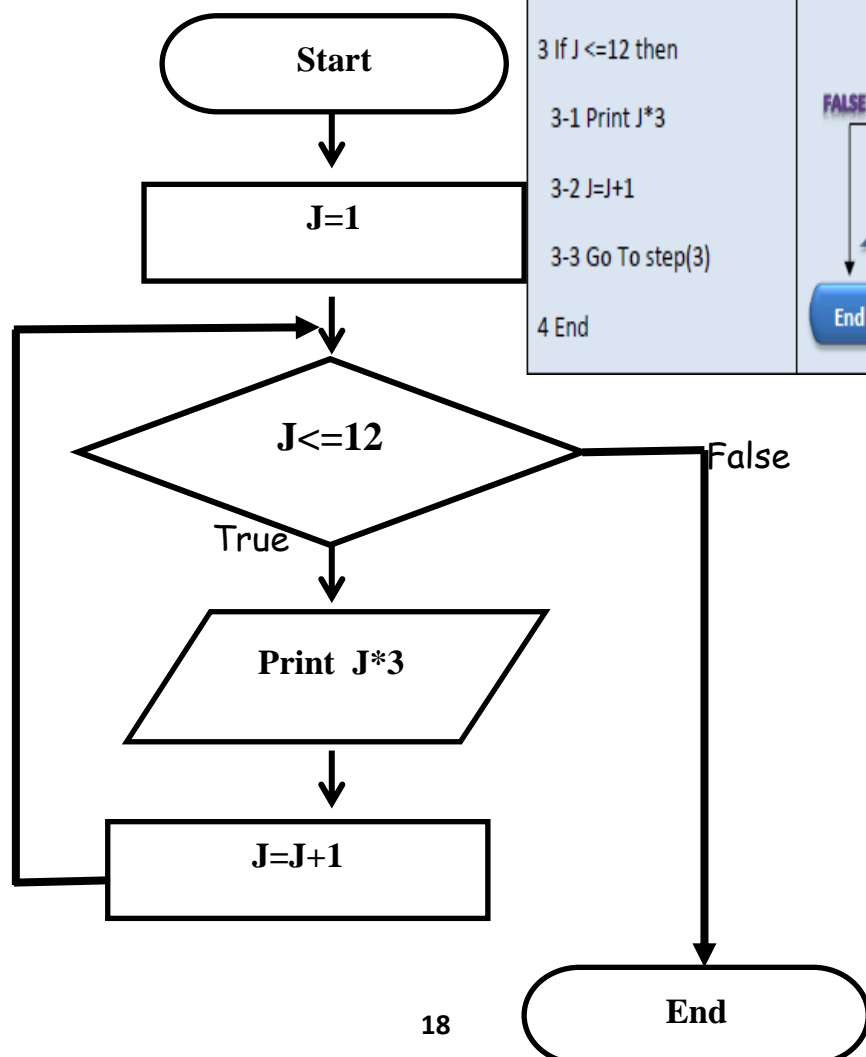 Start
J=1
J<=12
False
True
Print J*3
J=J+1
End
3 If J <=12 then
3-1 Print J*3
3-2 J=J+1
3-3 Go To step(3)
4 End
FALSE
End
18